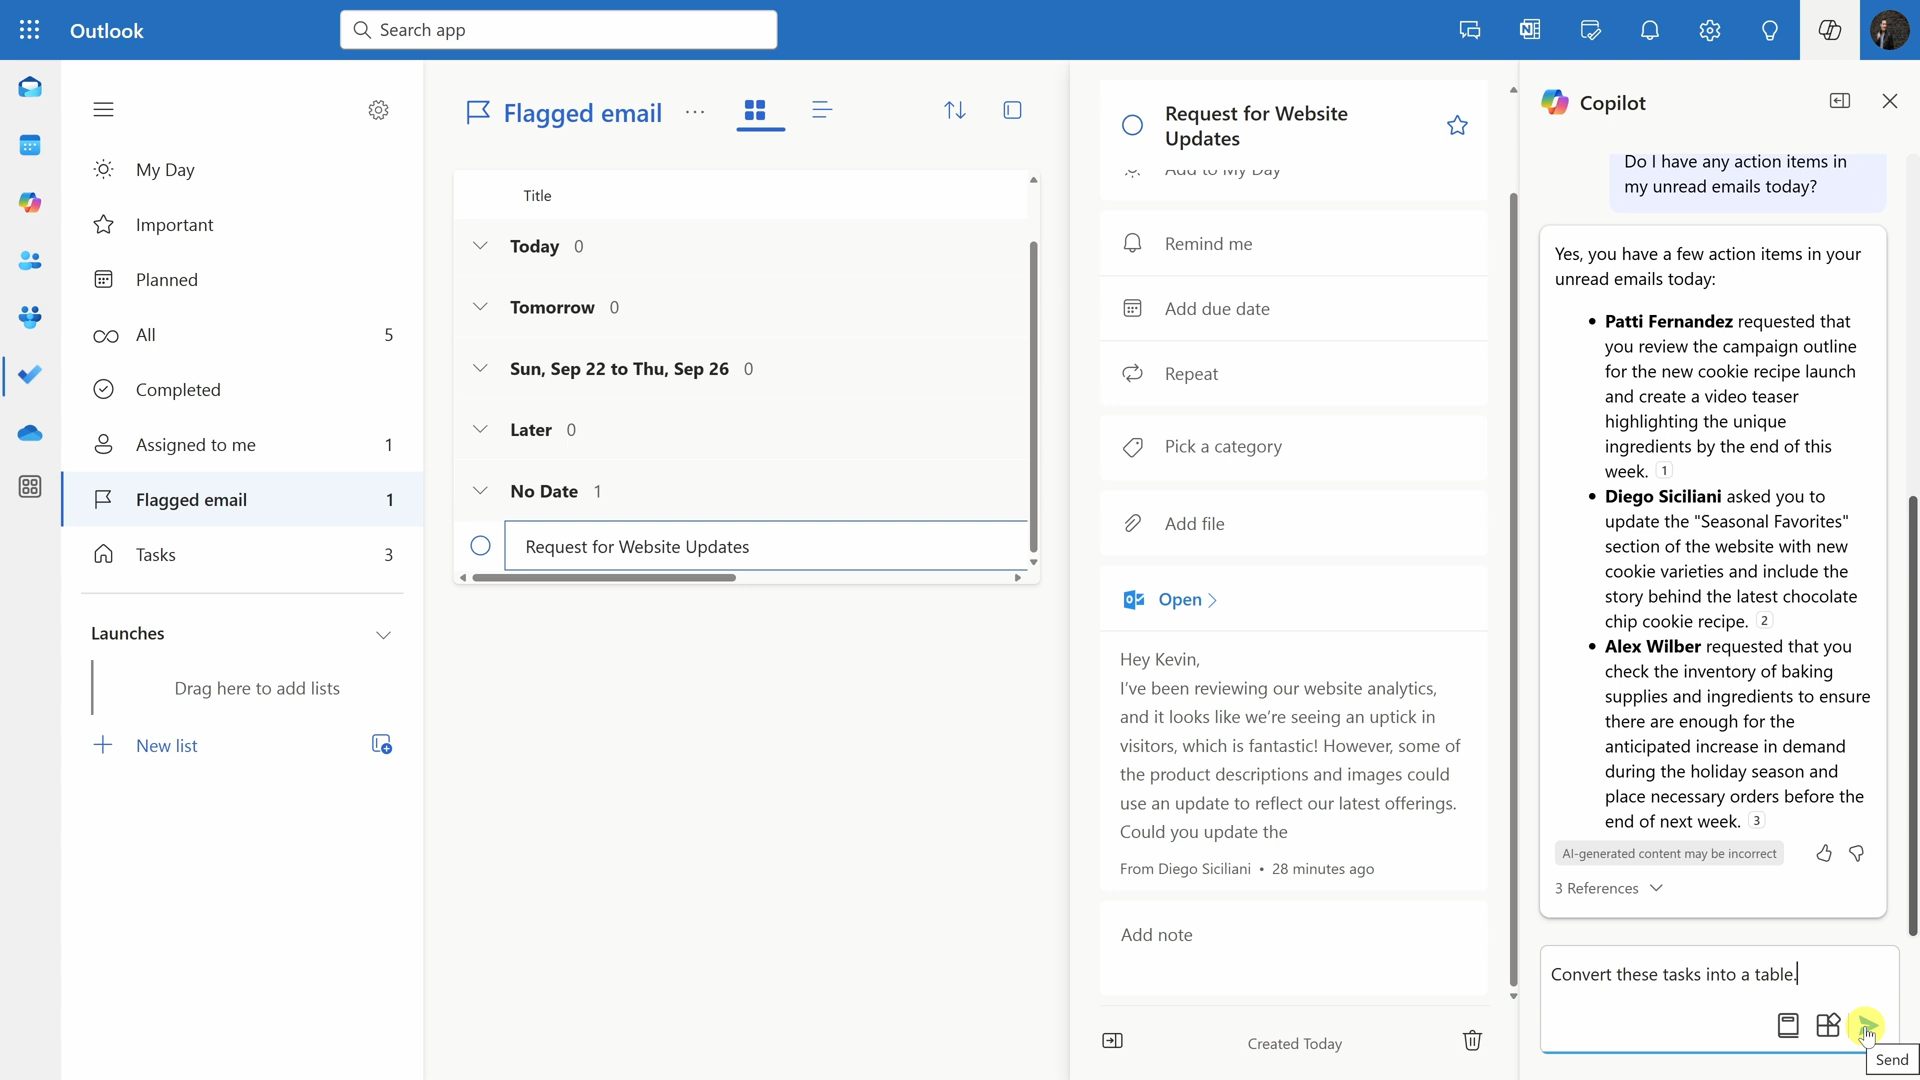 Outlook
Search app
My Day
Important
Planned
All 5
Completed
Assigned to me 1
Flagged email 1
Tasks 3
Launches
Drag here to add lists
New list
Flagged email
Title
Today 0
Tomorrow 0
Sun, Sep 22 to Thu, Sep 26 0
Later 0
No Date 1
Request for Website Updates
Request for Website
Updates
Add to My Day
Remind me
Add due date
Repeat
Pick a category
Add file
Open
Hey Kevin,
I've been reviewing our website analytics,
and it looks like we're seeing an uptick in
visitors, which is fantastic! However, some of
the product descriptions and images could
use an update to reflect our latest offerings.
Could you update the
From Diego Siciliani • 28 minutes ago
Add note
Created Today
Copilot
Do I have any action items in
my unread emails today?
Yes, you have a few action items in your
unread emails today:
• Patti Fernandez requested that
you review the campaign outline
for the new cookie recipe launch
and create a video teaser
highlighting the unique
ingredients by the end of this
week. 1
• Diego Siciliani asked you to
update the "Seasonal Favorites"
section of the website with new
cookie varieties and include the
story behind the latest chocolate
chip cookie recipe. 2
• Alex Wilber requested that you
check the inventory of baking
supplies and ingredients to ensure
there are enough for the
anticipated increase in demand
during the holiday season and
place necessary orders before the
end of next week. 3
AI-generated content may be incorrect
3 References
Convert these tasks into a table.
Send